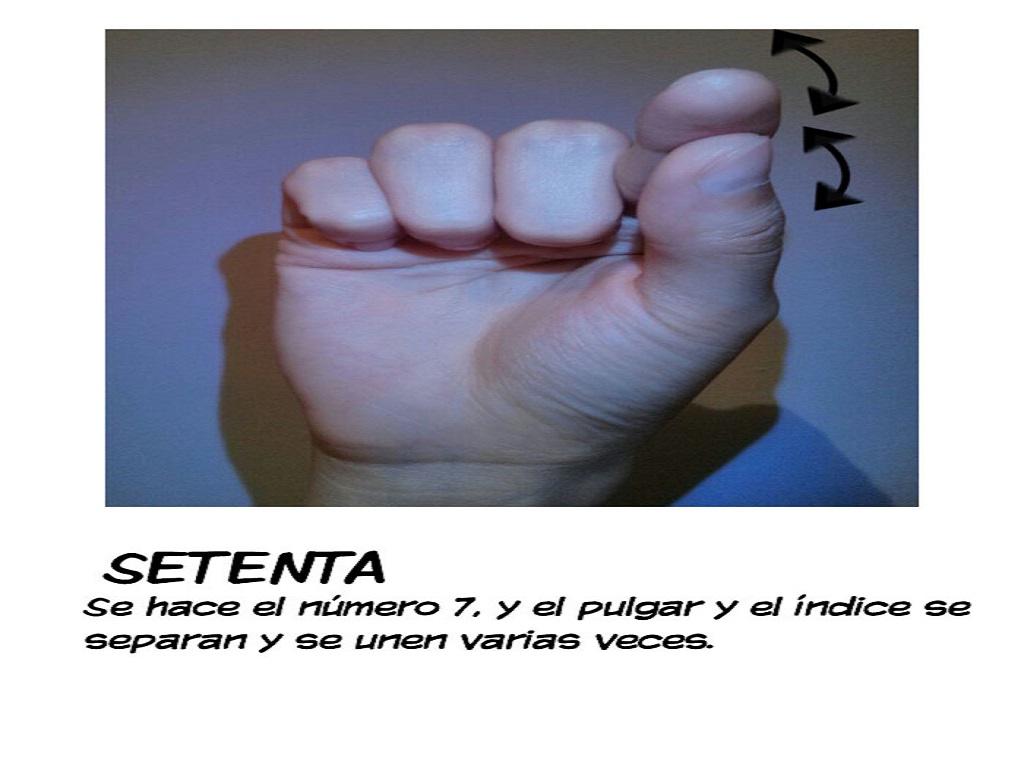 SETENTA
Se hace el número 7, y el pulgar y el índice se
separan y se unen varias veces.